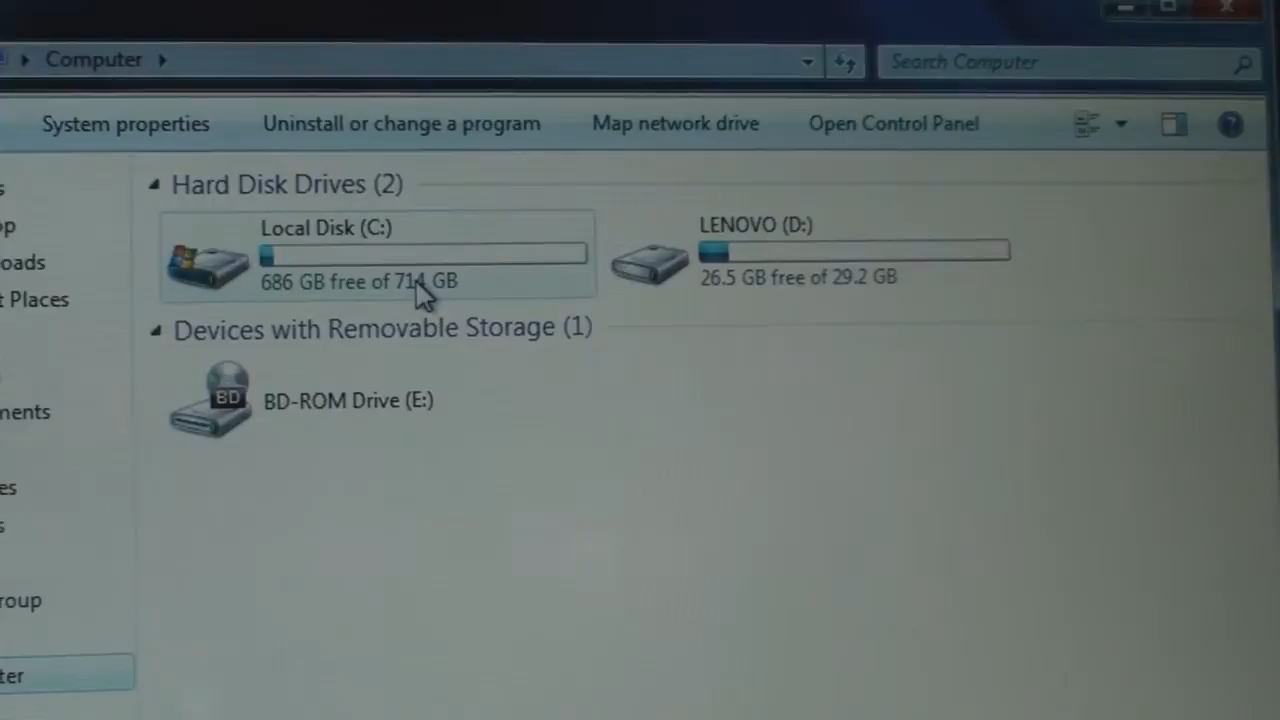 Computer
Search Computer
System properties Uninstall or change a program Map network drive Open Control Panel
Hard Disk Drives (2)
Local Disk (C:)
686 GB free of 714 GB
LENOVO (D:)
26.5 GB free of 29.2 GB
Devices with Removable Storage (1)
BD
BD-ROM Drive (E:)
s
op
oads
t Places
nents
es
s
roup
ter